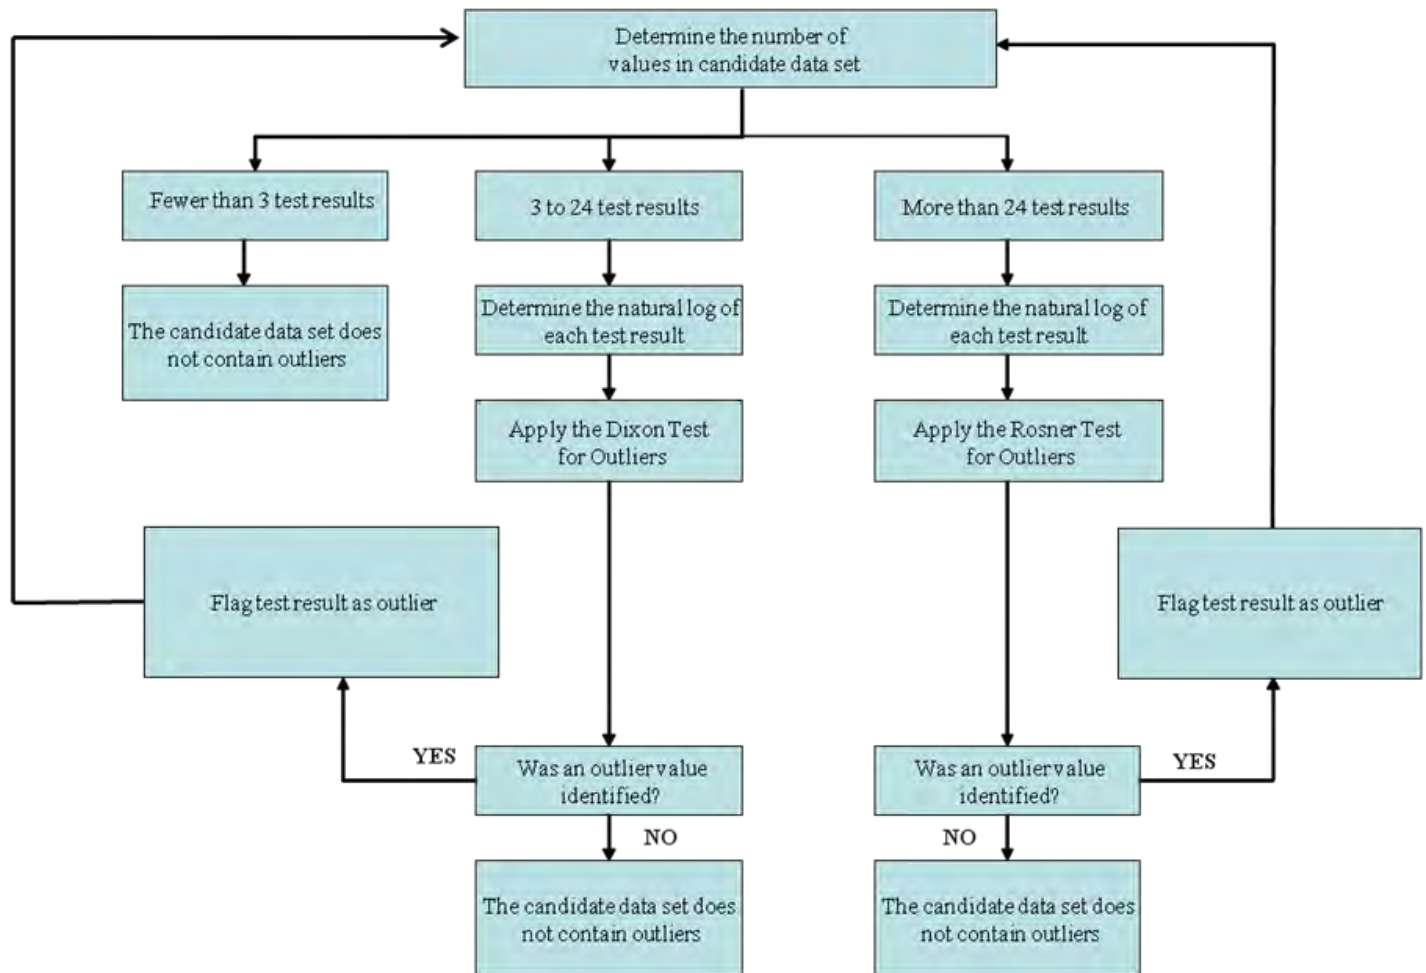 Determine the number of
values in candidate data set
Fewer than 3 test results
3 to 24 test results
More than 24 test results
The candidate data set does
not contain outliers
Determine the natural log of
each test result
Determine the natural log of
each test result
Apply the Dixon Test
for Outliers
Apply the Rosner Test
for Outliers
Flag test result as outlier
Flag test result as outlier
YES
Was an outlier value
identified?
Was an outlier value
identified?
YES
NO
NO
The candidate data set does
not contain outliers
The candidate data set does
not contain outliers